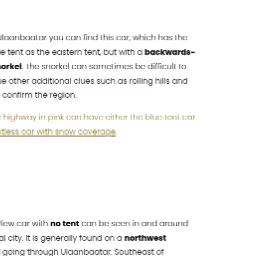 Ulaanbaatar you can find this car, which has the
e tent as the eastern tent, but with a backwards-
norkel. The snorkel can sometimes be difficult to
e other additional clues such as rolling hills and
confirm the region.
highway in pink can have either the blue tent car
tless car with snow coverage.
view car with no tent can be seen in and around
al city. It is generally found on a northwest
going through Ulaanbaatar. Southeast of